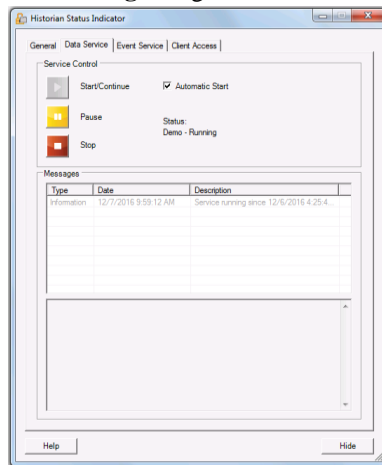 Historian Status Indicator
General Data Service Event Service Client Access
Service Control
Start/Continue Automatic Start
Pause Status:
Demo - Running
Stop
Messages
Type Date Description
Information 12/7/2016 9:59:12 AM Service running since 12/6/2016 4:25:4...
Help Hide